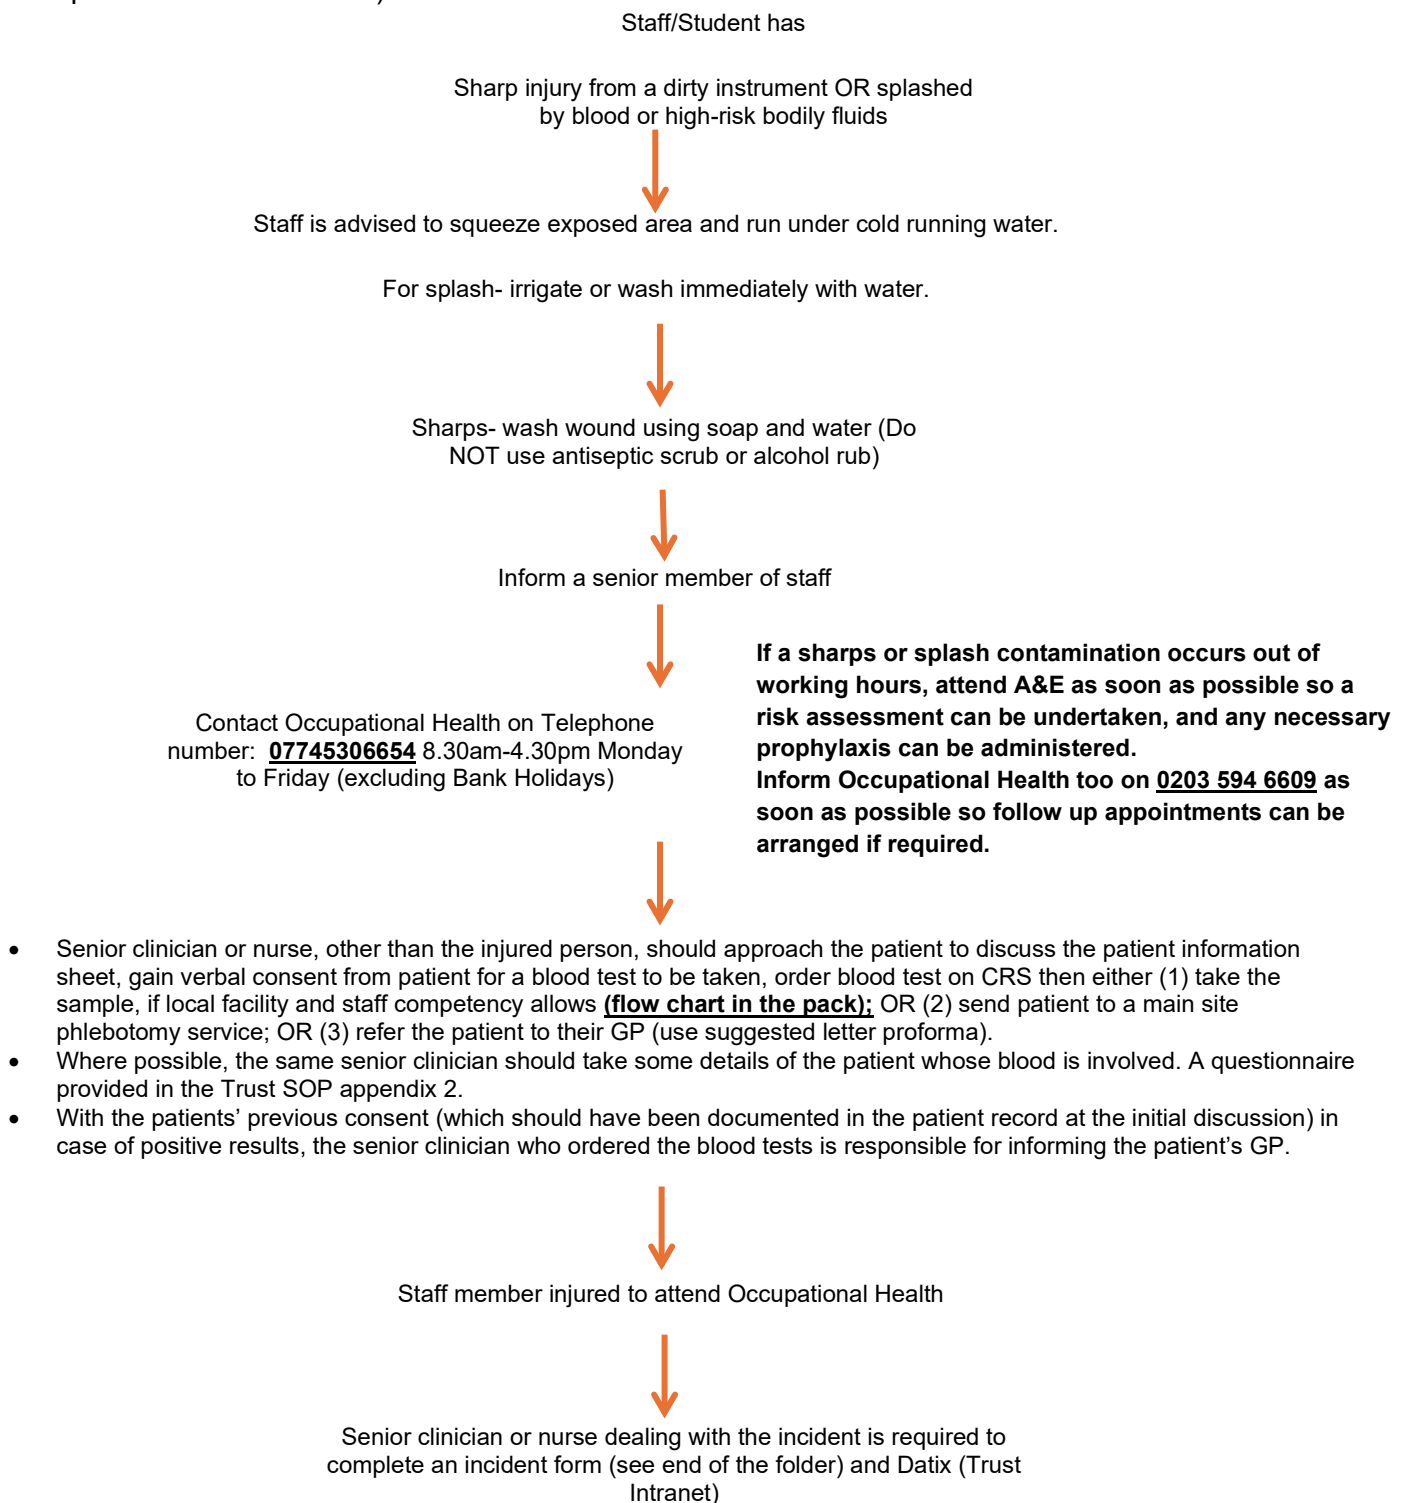 Staff/Student has
Sharp injury from a dirty instrument OR splashed
by blood or high-risk bodily fluids
Staff is advised to squeeze exposed area and run under cold running water.
For splash- irrigate or wash immediately with water.
Sharps- wash wound using soap and water (Do
NOT use antiseptic scrub or alcohol rub)
Inform a senior member of staff
Contact Occupational Health on Telephone
number: 07745306654 8.30am-4.30pm Monday
to Friday (excluding Bank Holidays)
If a sharps or splash contamination occurs out of
working hours, attend A&E as soon as possible so a
risk assessment can be undertaken, and any necessary
prophylaxis can be administered.
Inform Occupational Health too on 0203 594 6609 as
soon as possible so follow up appointments can be
arranged if required.
• Senior clinician or nurse, other than the injured person, should approach the patient to discuss the patient information
sheet, gain verbal consent from patient for a blood test to be taken, order blood test on CRS then either (1) take the
sample, if local facility and staff competency allows (flow chart in the pack); OR (2) send patient to a main site
phlebotomy service; OR (3) refer the patient to their GP (use suggested letter proforma).
• Where possible, the same senior clinician should take some details of the patient whose blood is involved. A questionnaire
provided in the Trust SOP appendix 2.
• With the patients’ previous consent (which should have been documented in the patient record at the initial discussion) in
case of positive results, the senior clinician who ordered the blood tests is responsible for informing the patient’s GP.
Staff member injured to attend Occupational Health
Senior clinician or nurse dealing with the incident is required to
complete an incident form (see end of the folder) and Datix (Trust
Intranet)